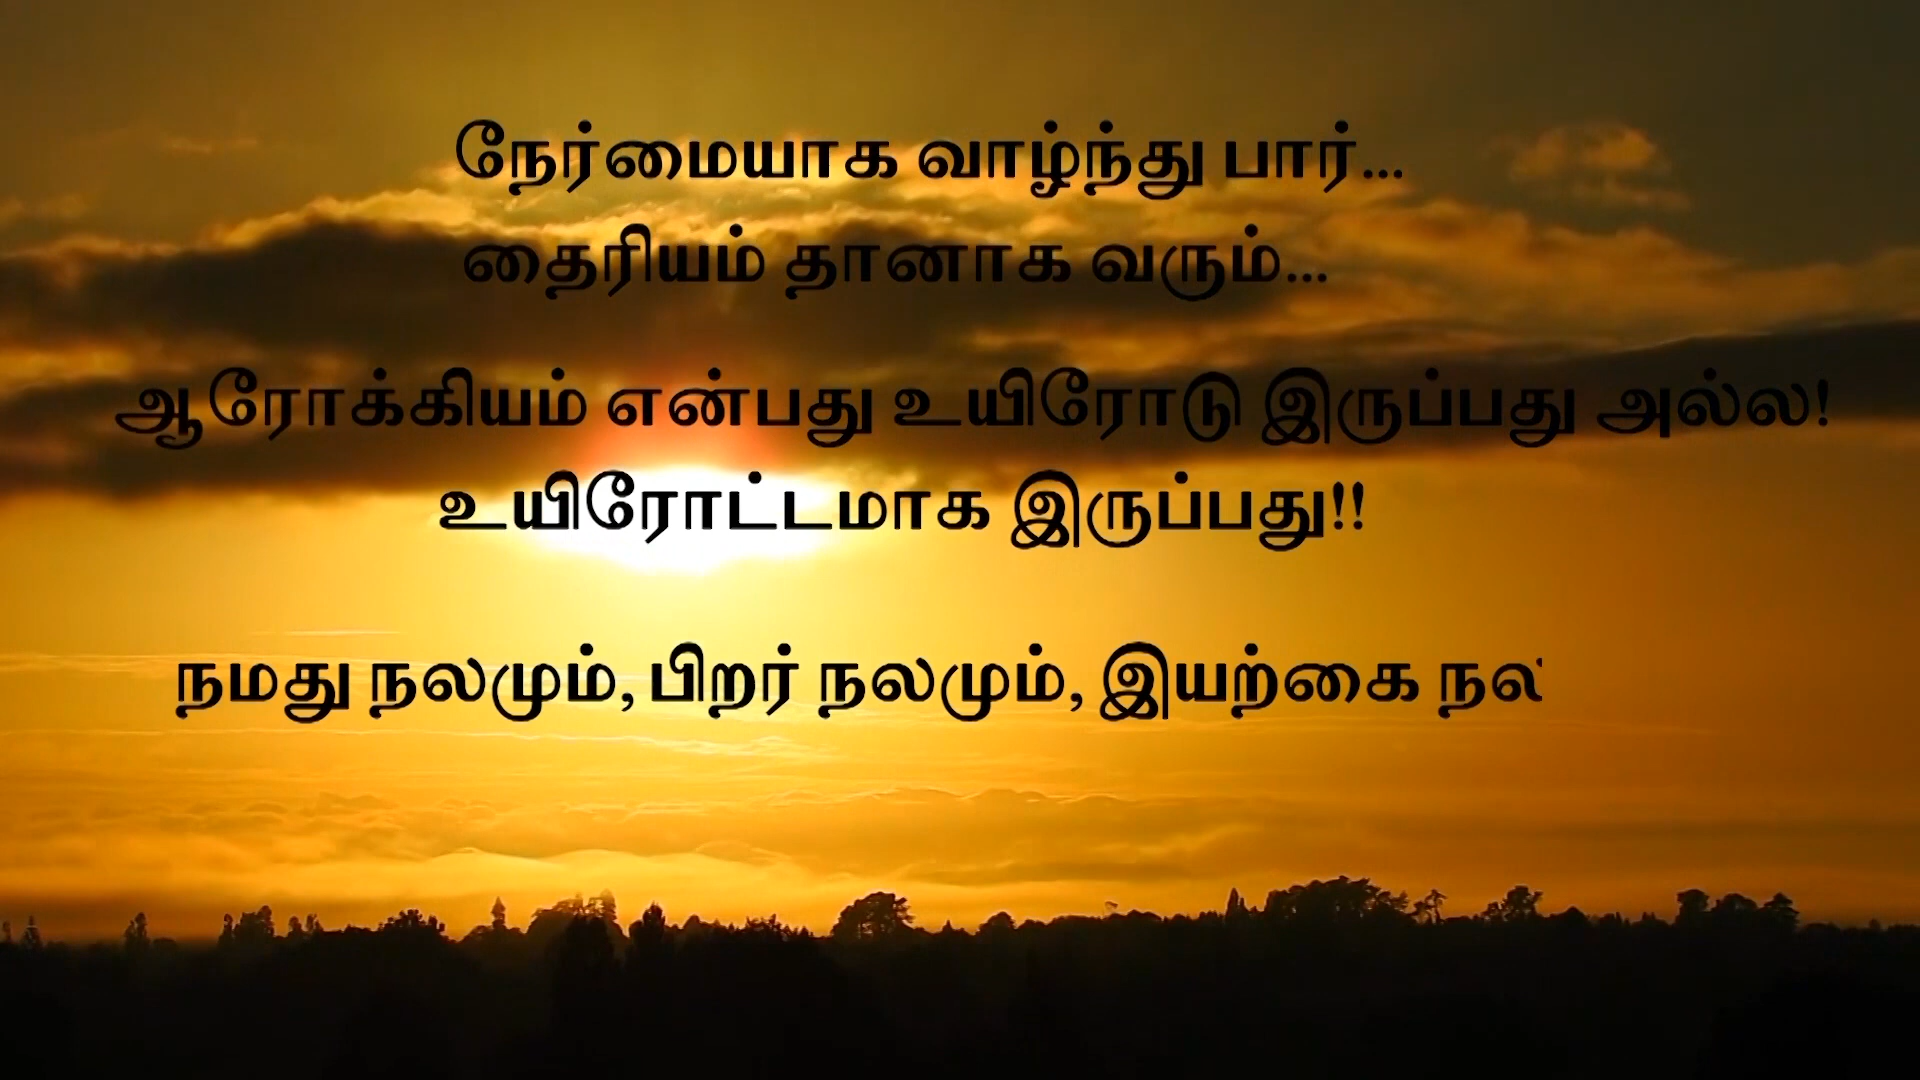 நேர்மையாக வாழ்ந்து பார்...
தைரியம் தானாக வரும்...
ஆரோக்கியம் என்பது உயிரோடு இருப்பது அல்ல!
உயிரோட்டமாக இருப்பது!!
நமது நலமும், பிறர் நலமும், இயற்கை